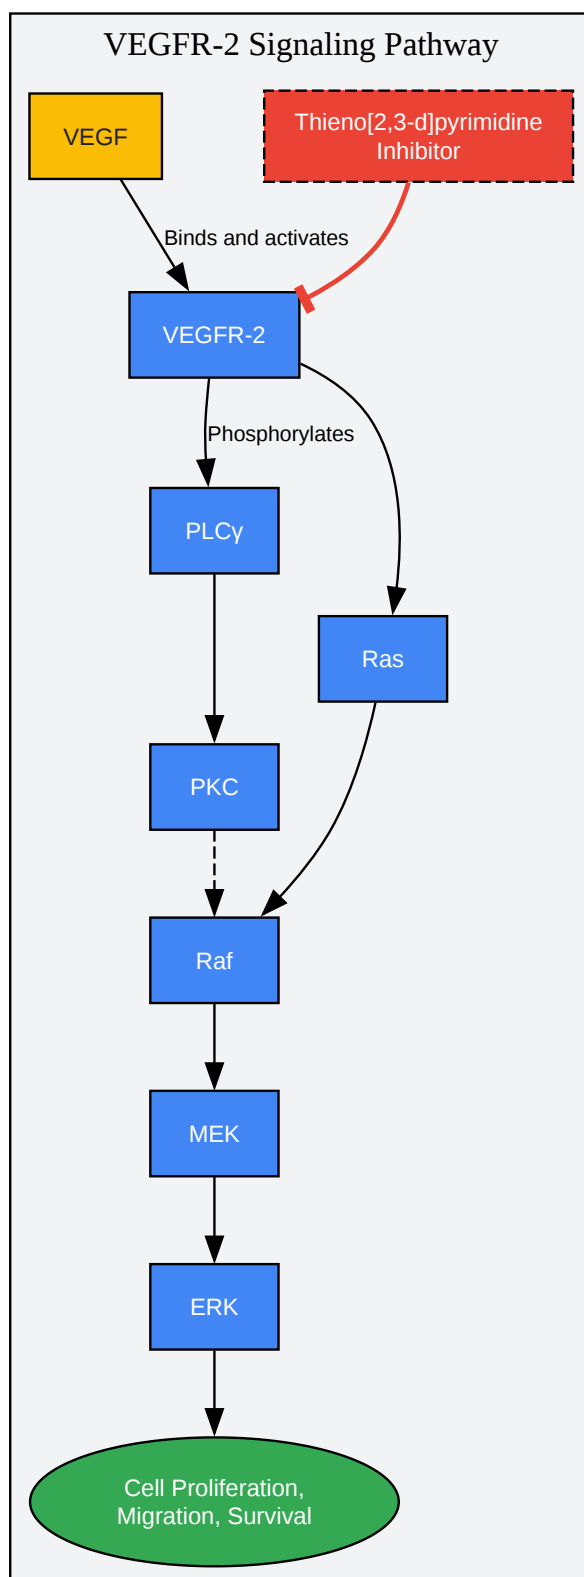 VEGFR-2 Signaling Pathway
VEGF
Thieno[2,3-d]pyrimidine
Inhibitor
Binds and activates
VEGFR-2
Phosphorylates
PLCγ
Ras
PKC
Raf
MEK
ERK
Cell Proliferation,
Migration, Survival